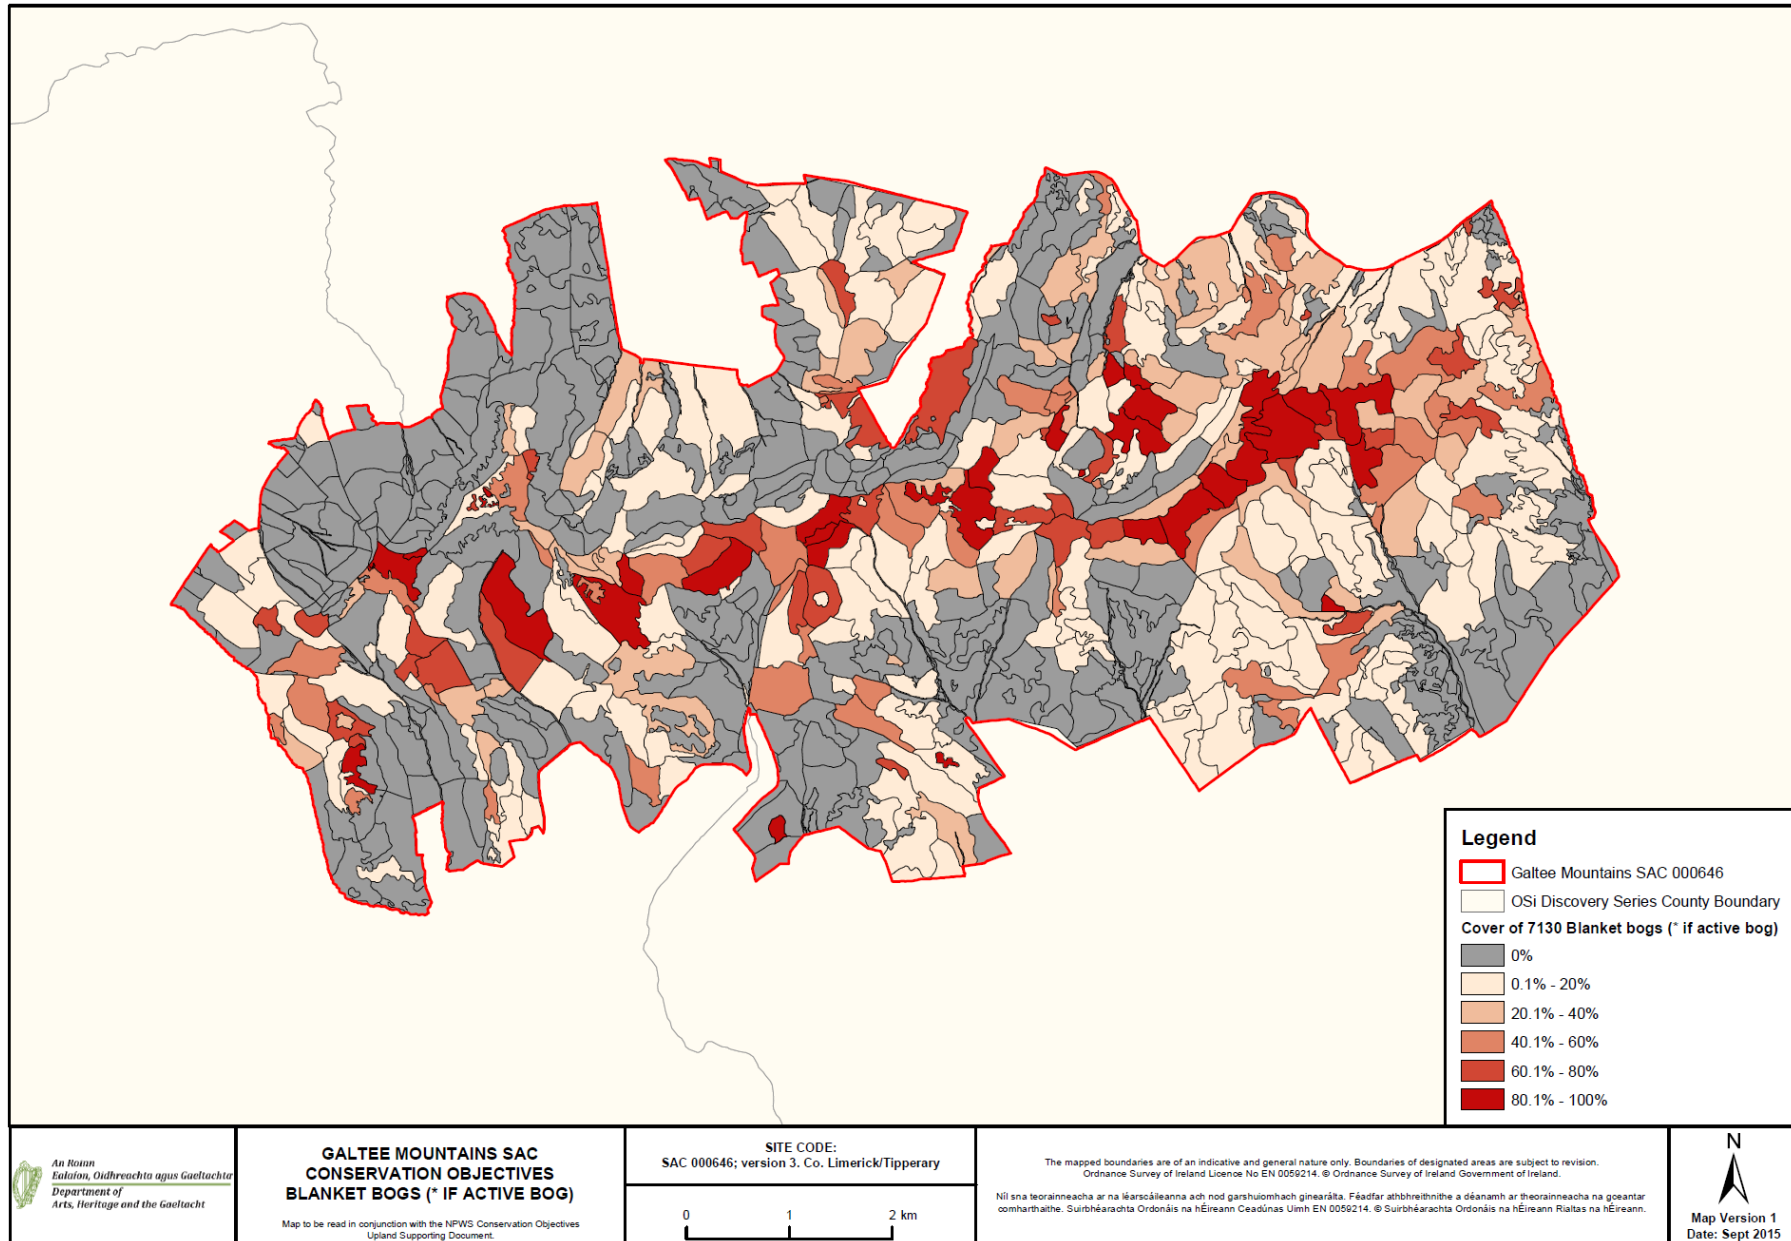 Legend
Galtee Mountains SAC 000646
OSi Discovery Series County Boundary
Cover of 7130 Blanket bogs (* if active bog)
0%
0.1% - 20%
20.1% - 40%
40.1% - 60%
60.1% - 80%
80.1% - 100%
An Roinn
Ealaíon, Oidhreachta agus Gaeltachta
Department of
Arts, Heritage and the Gaeltacht
GALTEE MOUNTAINS SAC
CONSERVATION OBJECTIVES
BLANKET BOGS (* IF ACTIVE BOG)
Map to be read in conjunction with the NPWS Conservation Objectives
Upland Supporting Document.
SITE CODE:
SAC 000646; version 3. Co. Limerick/Tipperary
0 1 2 km
The mapped boundaries are of an indicative and general nature only. Boundaries of designated areas are subject to revision.
Ordnance Survey of Ireland Licence No EN 0059214. © Ordnance Survey of Ireland Government of Ireland.
Níl sna teorainneacha ar na léarscáileanna ach nod garshuiomhach ginearálta. Féadfar athbhreithnithe a déanamh ar theorainneacha na gceantar
comharthaithe. Suirbhéarachta Ordonáis na hÉireann Ceadúnas Uimh EN 0059214. © Suirbhéarachta Ordonáis na hÉireann Rialtas na hÉireann.
N
Map Version 1
Date: Sept 2015